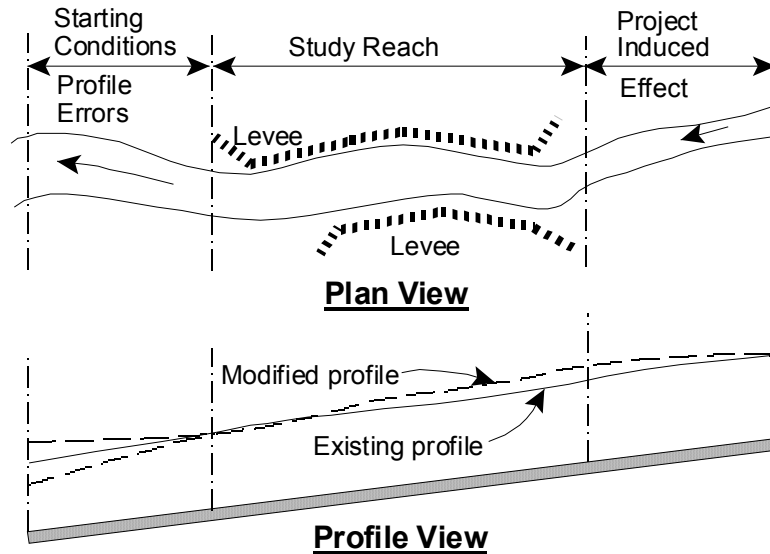 Starting
Conditions
Profile
Errors
Study Reach
Project
Induced
Effect
Levee
Levee
Plan View
Modified profile
Existing profile
Profile View